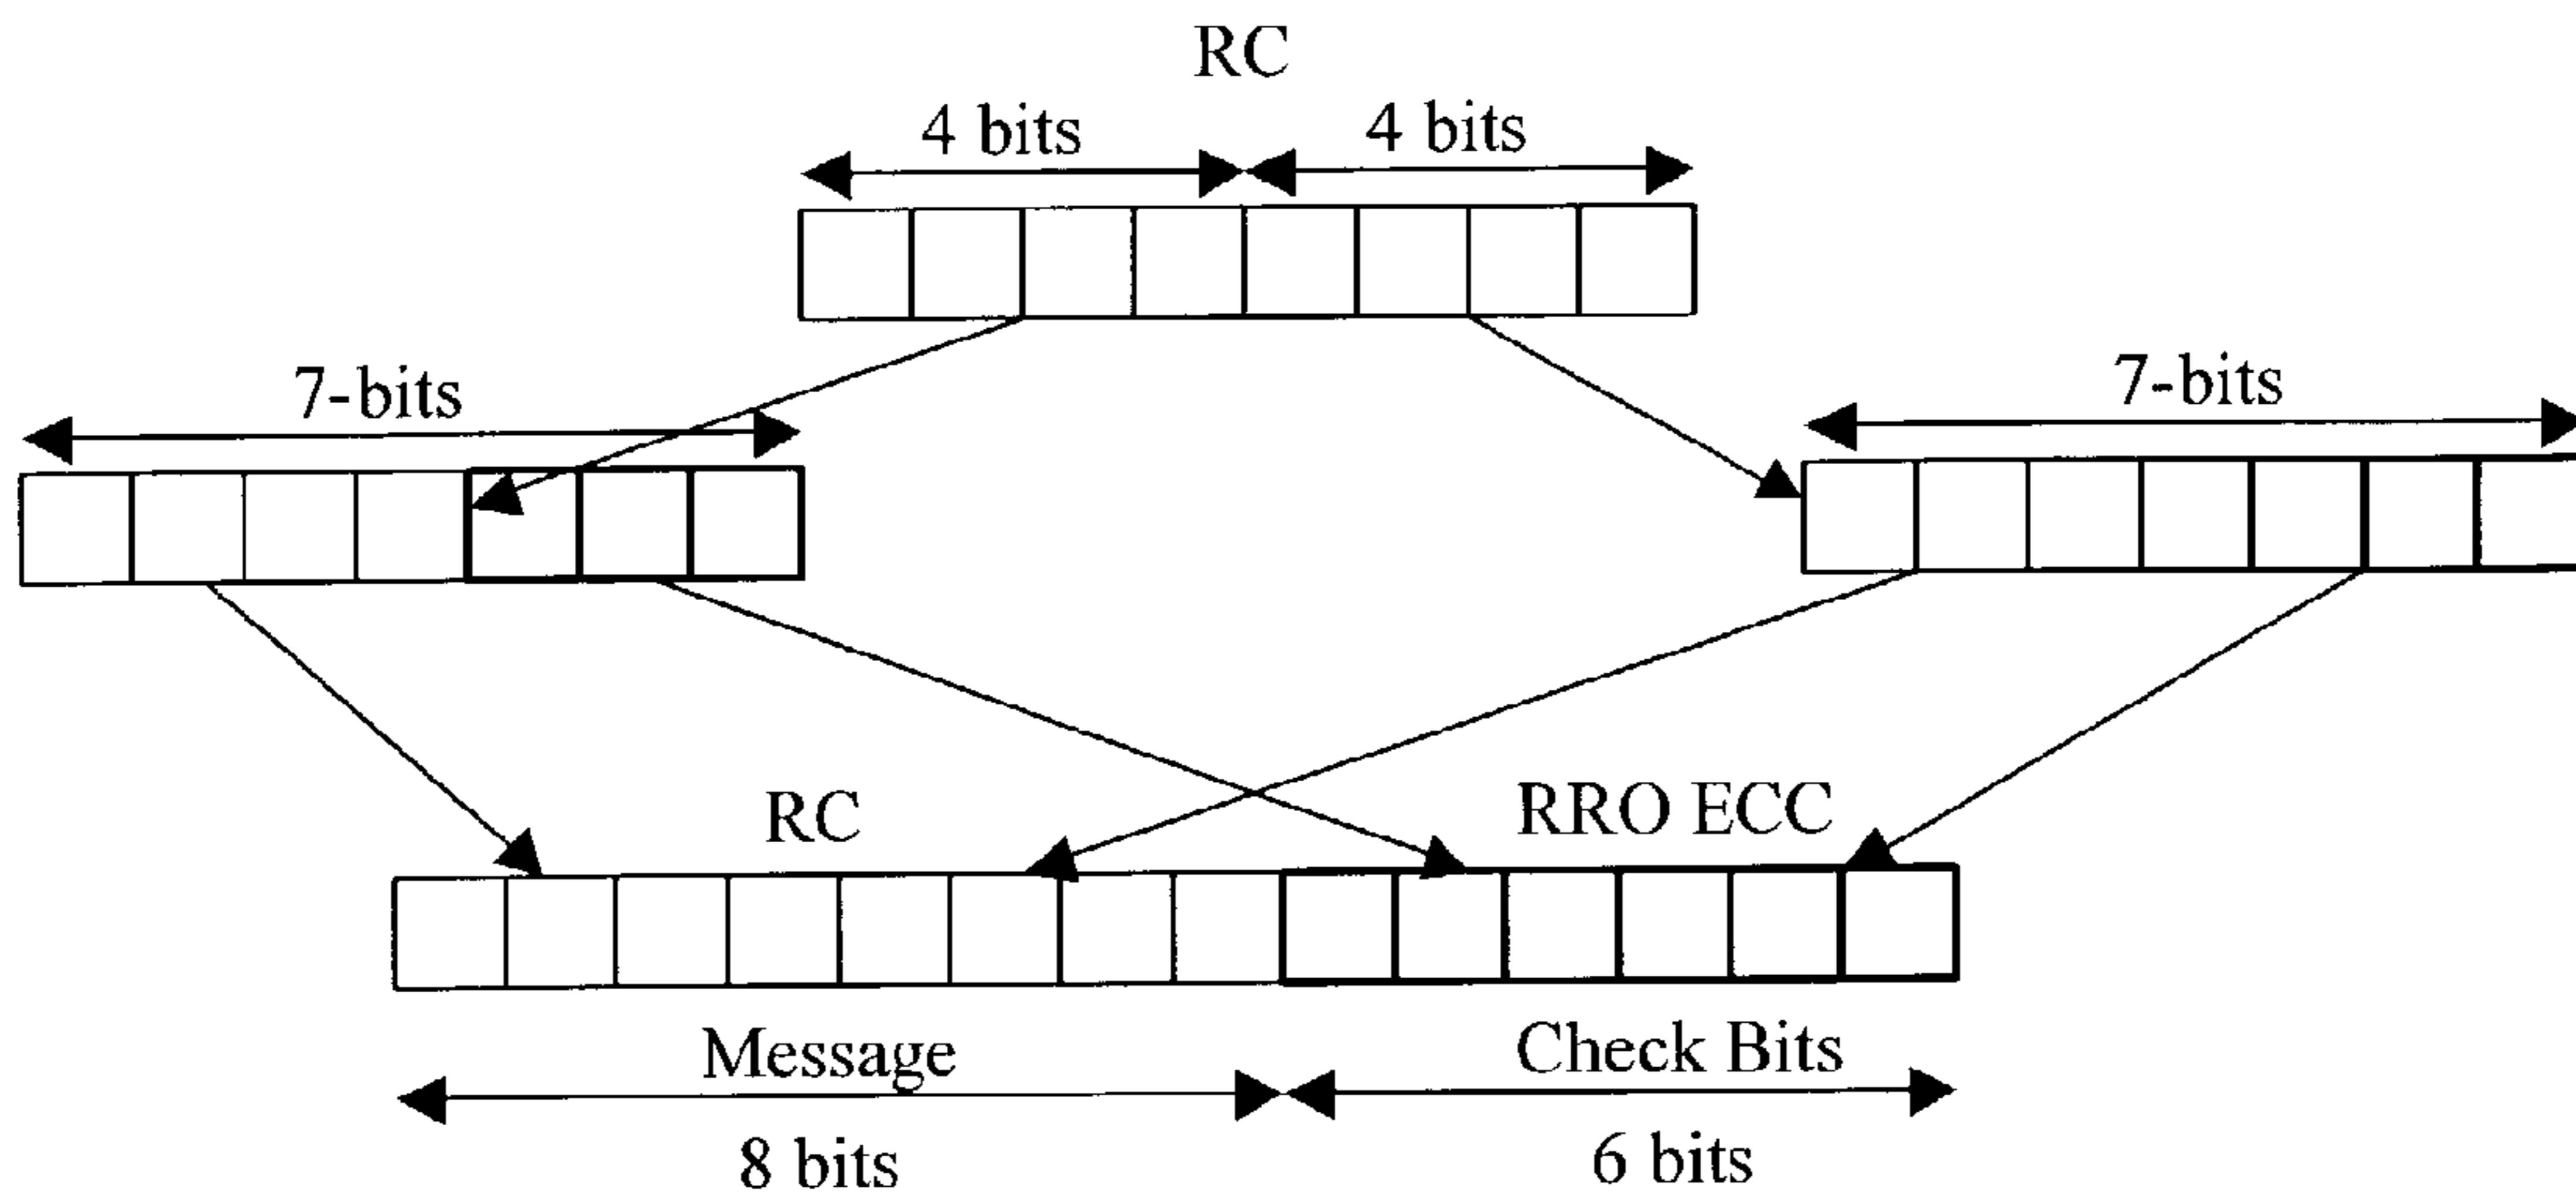 RC
4 bits 4 bits
7-bits 7-bits
RC RRO ECC
Message Check Bits
8 bits 6 bits